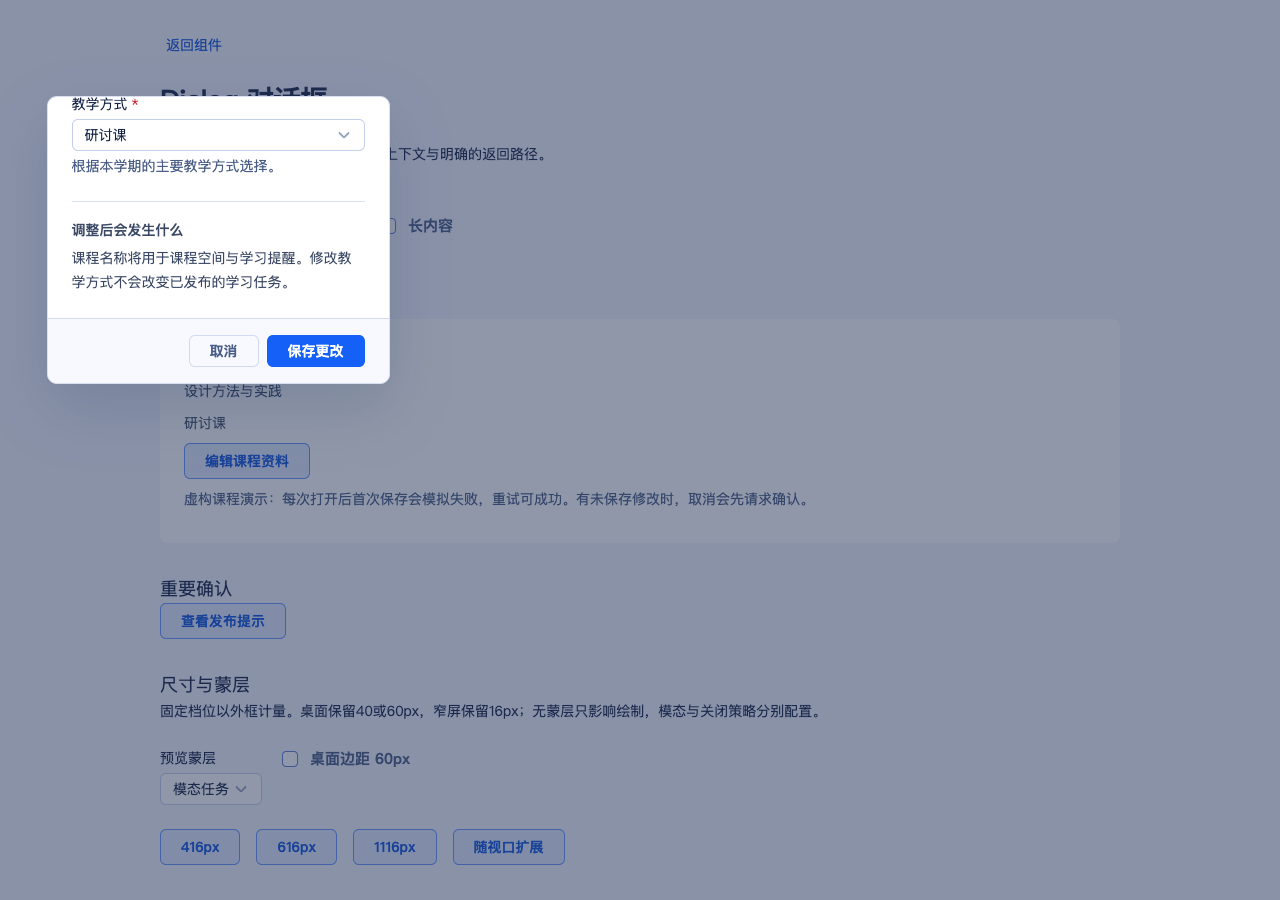 返回组件
Dialog 对话框
教学方式 *
研讨课
根据本学期的主要教学方式选择。
调整后会发生什么
课程名称将用于课程空间与学习提醒。修改教
学方式不会改变已发布的学习任务。
取消
保存更改
上下文与明确的返回路径。
长内容
设计方法与实践
研讨课
编辑课程资料
虚构课程演示：每次打开后首次保存会模拟失败，重试可成功。有未保存修改时，取消会先请求确认。
重要确认
查看发布提示
尺寸与蒙层
固定档位以外框计量。桌面保留40或60px，窄屏保留16px；无蒙层只影响绘制，模态与关闭策略分别配置。
预览蒙层
桌面边距 60px
模态任务
416px
616px
1116px
随视口扩展